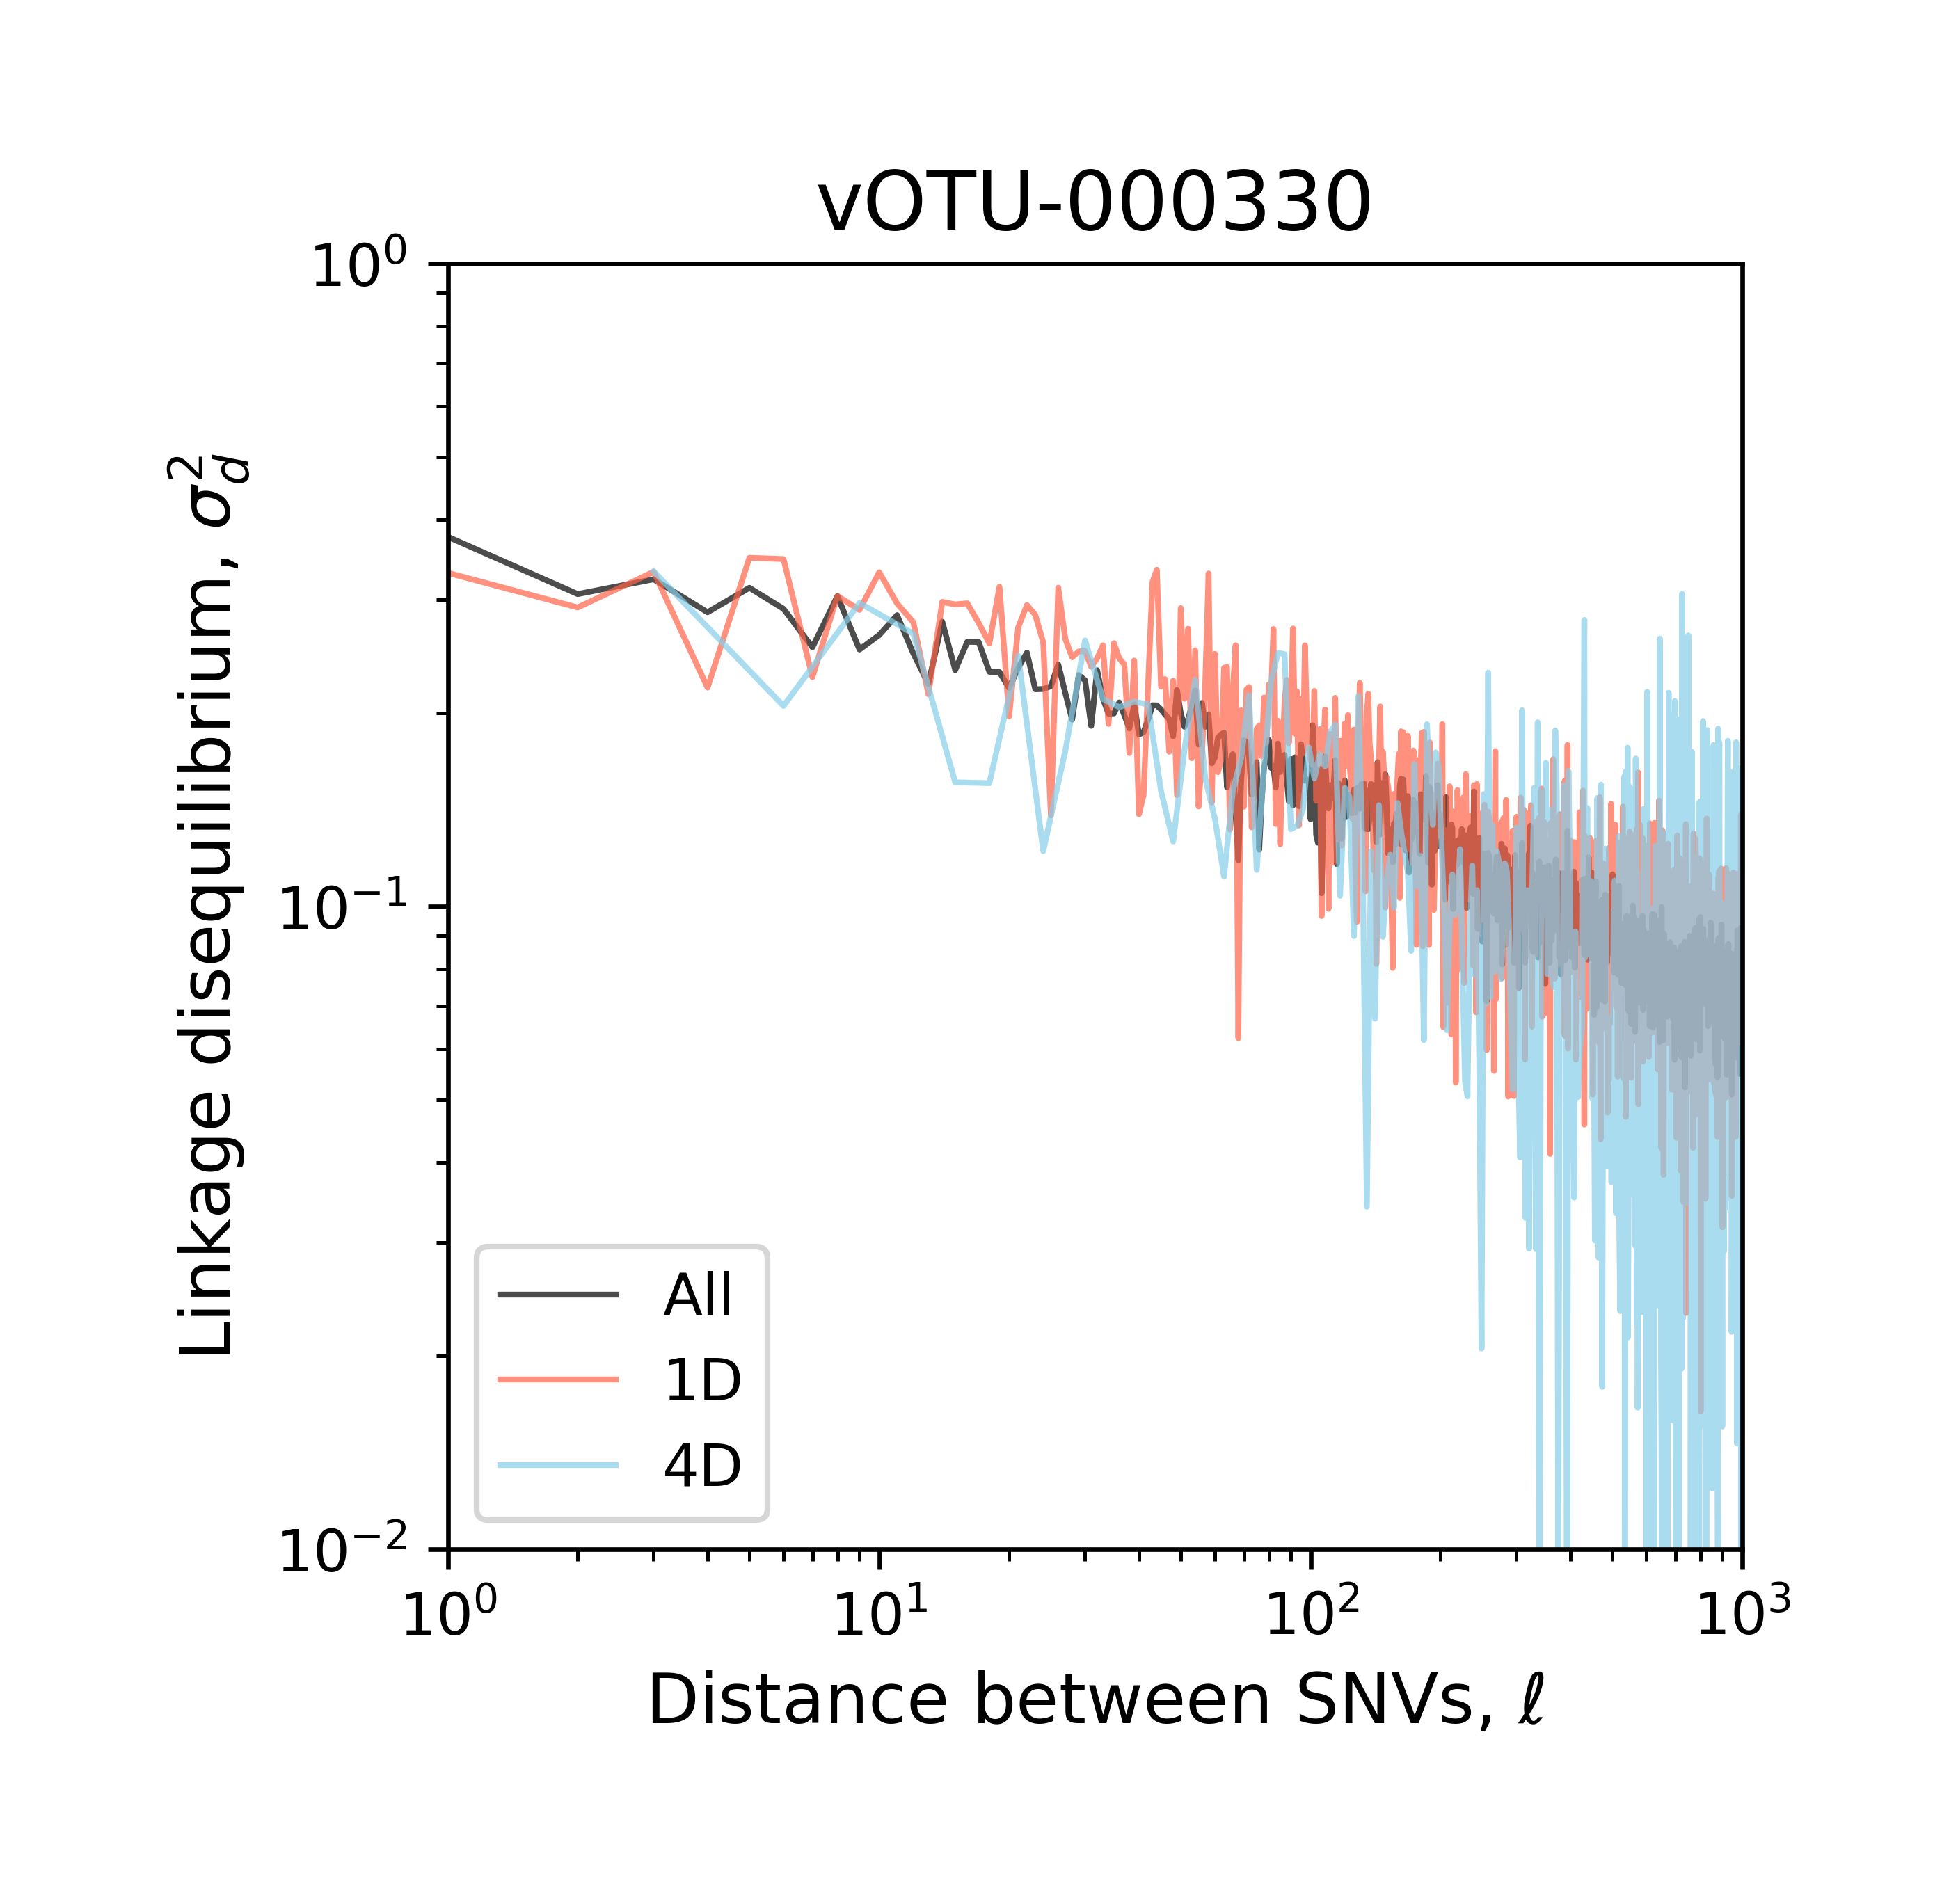 vOTU-000330
Linkage disequilibrium, σ_d^2
10^0
10^-1
10^-2
All
1D
4D
10^0 10^1 10^2 10^3
Distance between SNVs, ℓ